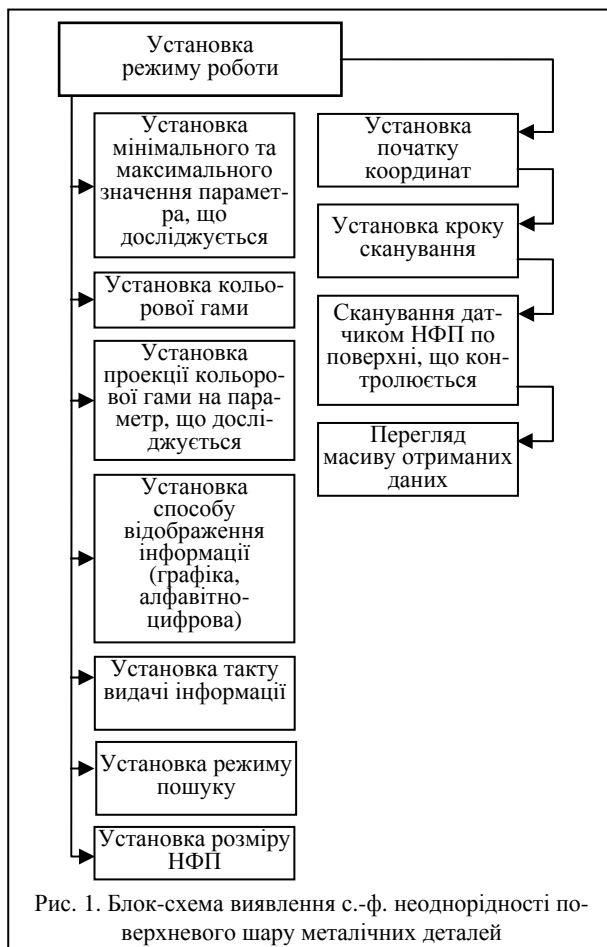 Установка
режиму роботи
Установка
мінімального та
максимального
значення парамет-
ра, що
досліджується
Установка кольо-
рової гами
Установка
проекції кольоро-
вої гами на пара-
метр, що дослі-
джується
Установка
способу
відображення
інформації
(графіка,
алфавітно-
цифрова)
Установка такту
видачі інформації
Установка режиму
пошуку
Установка розміру
НФП
Установка
початку
координат
Установка кроку
сканування
Сканування дат-
чиком НФП по
поверхні, що кон-
тролюється
Перегляд
масиву отриманих
даних
Рис. 1. Блок-схема виявлення с.-ф. неоднорідності по-
верхневого шару металічних деталей